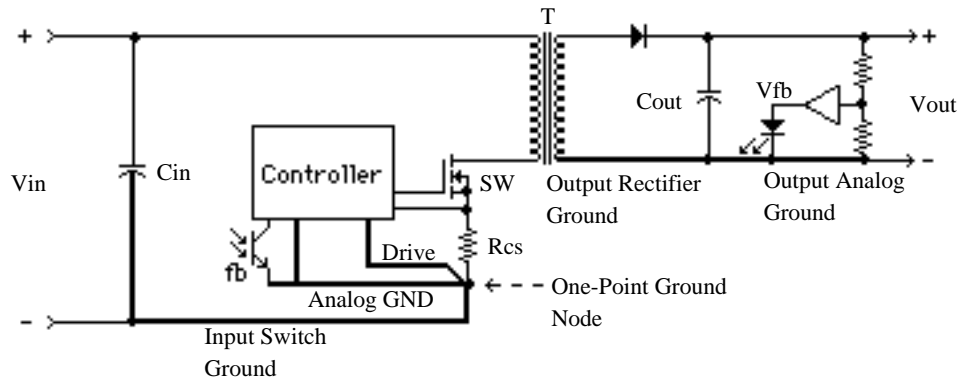 T
+
+
Vfb
Cout
Vout
Controller
Cin
Vin
SW
-
Output Rectifier
Ground
Output Analog
Ground
Rcs
Drive
fb
Analog GND
One-Point Ground
Node
-
Input Switch
Ground